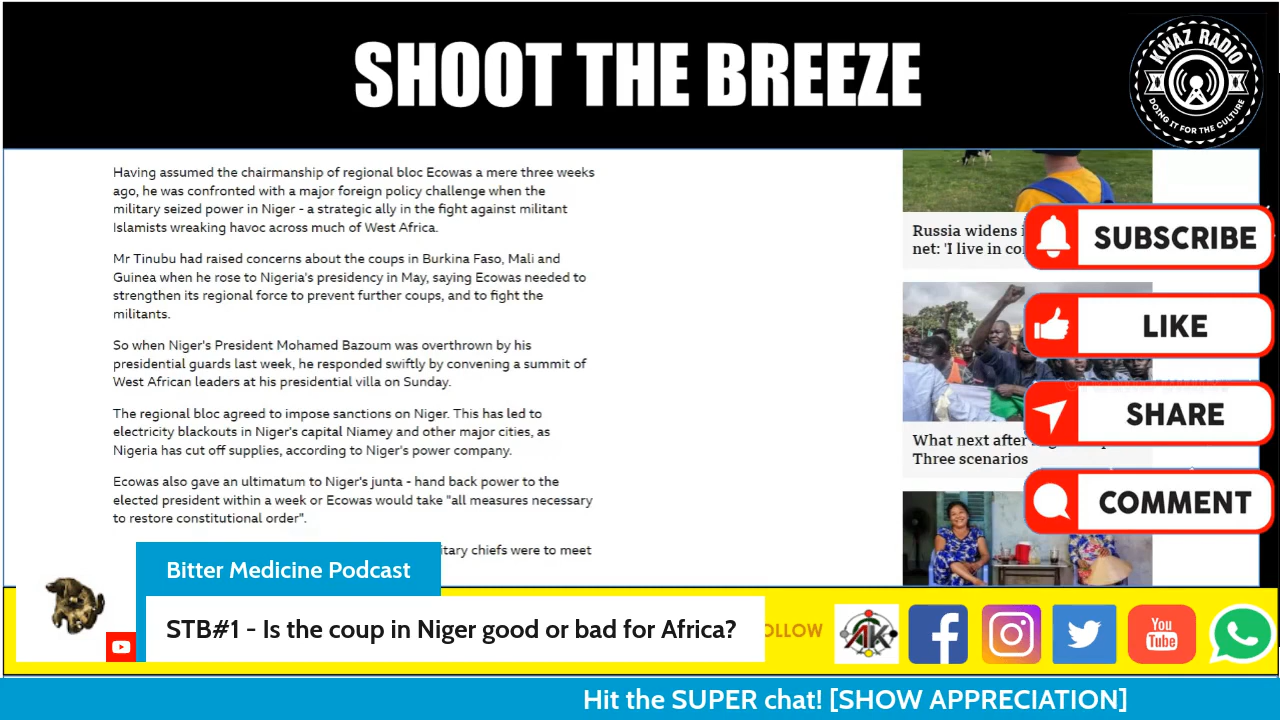 SHOOT THE BREEZE
KWAZ RADIO
DOING IT FOR THE CULTURE
Having assumed the chairmanship of regional bloc Ecowas a mere three weeks
ago, he was confronted with a major foreign policy challenge when the
military seized power in Niger - a strategic ally in the fight against militant
Islamists wreaking havoc across much of West Africa.
Mr Tinubu had raised concerns about the coups in Burkina Faso, Mali and
Guinea when he rose to Nigeria's presidency in May, saying Ecowas needed to
strengthen its regional force to prevent further coups, and to fight the
militants.
So when Niger's President Mohamed Bazoum was overthrown by his
presidential guards last week, he responded swiftly by convening a summit of
West African leaders at his presidential villa on Sunday.
The regional bloc agreed to impose sanctions on Niger. This has led to
electricity blackouts in Niger's capital Niamey and other major cities, as
Nigeria has cut off supplies, according to Niger's power company.
Ecowas also gave an ultimatum to Niger's junta - hand back power to the
elected president within a week or Ecowas would take "all measures necessary
to restore constitutional order".
chiefs were to meet
Russia widens
net: 'I live in
What next after
Three scenarios
SUBSCRIBE
LIKE
SHARE
COMMENT
Bitter Medicine Podcast
STB#1 - Is the coup in Niger good or bad for Africa?
AK
You
Tube
Hit the SUPER chat! [SHOW APPRECIATION]